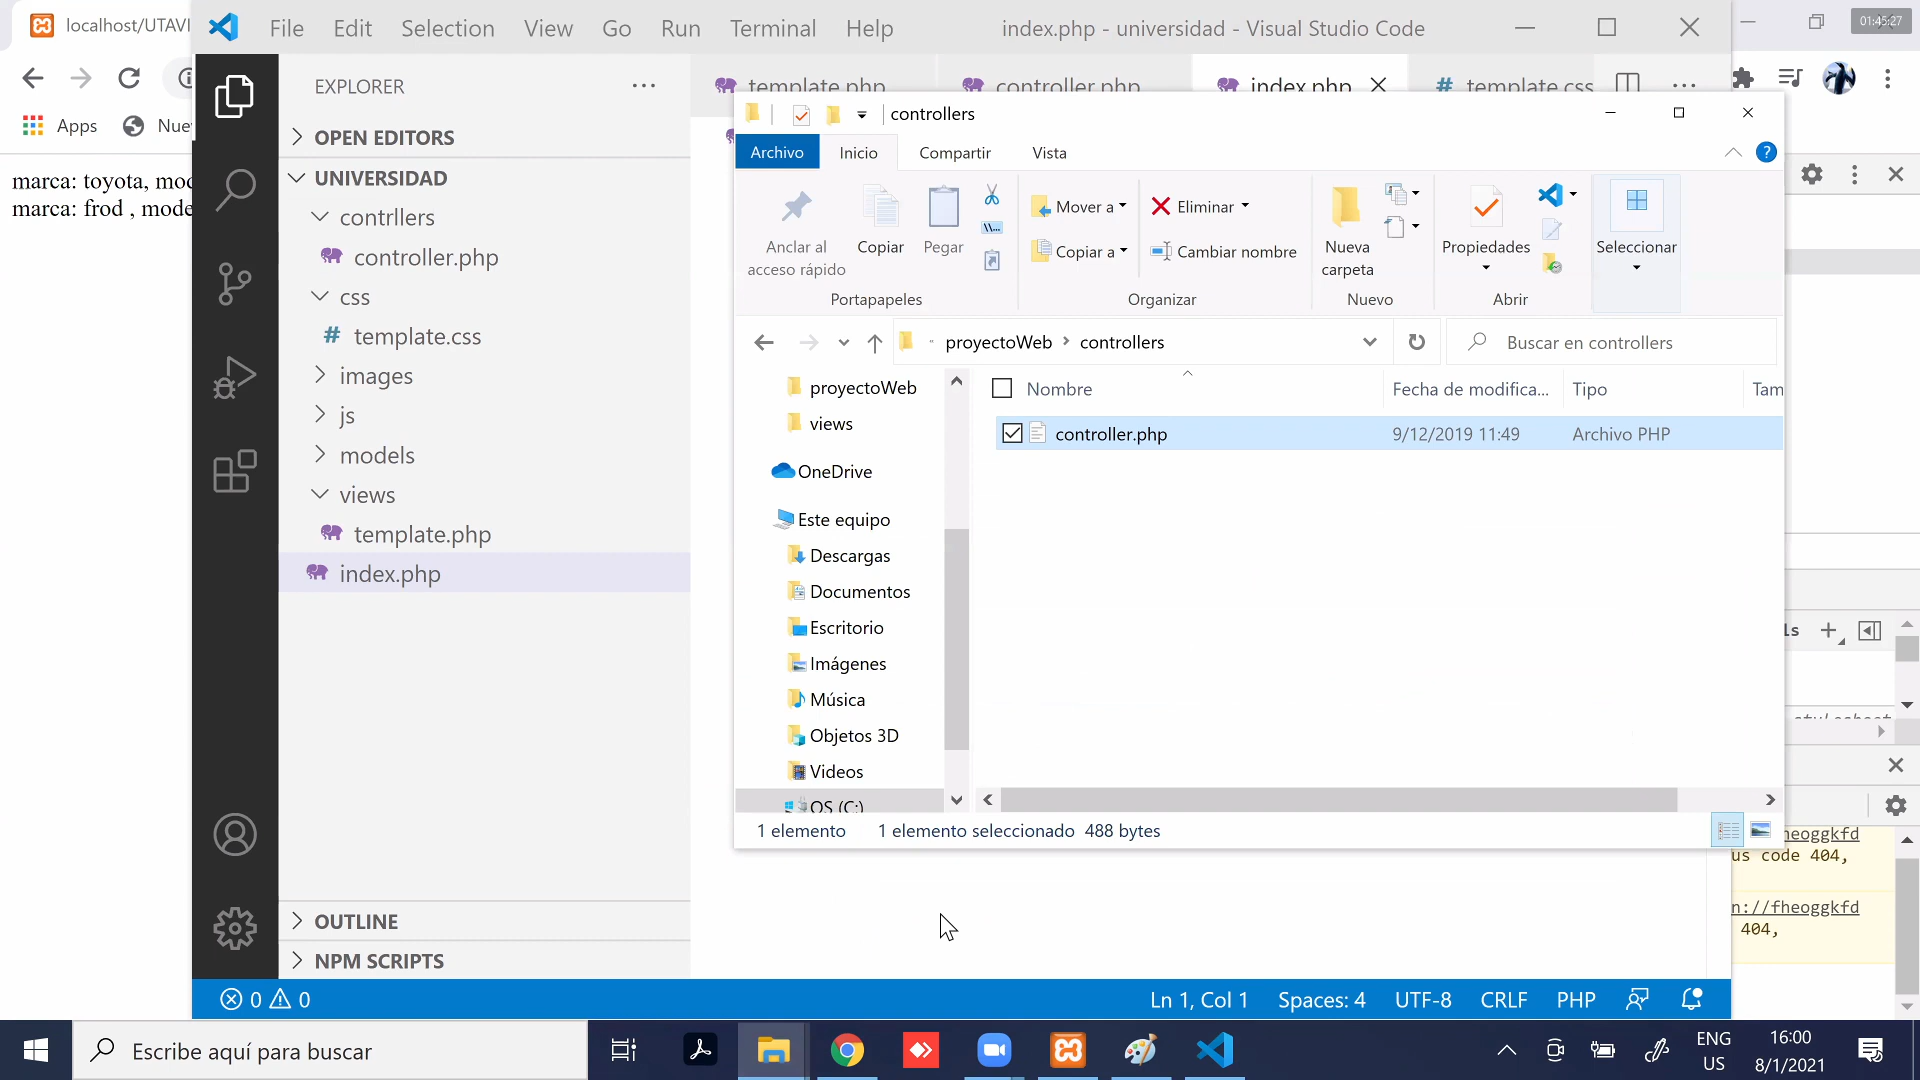 localhost/UTAVI
File Edit Selection View Go Run Terminal Help
index.php - universidad - Visual Studio Code
01:45:27
EXPLORER
template.php
controller.php
index.php
# template.css
Apps
Nue
OPEN EDITORS
marca: toyota, mod
marca: frod , mode
UNIVERSIDAD
contrllers
controller.php
css
# template.css
images
js
models
views
template.php
index.php
OUTLINE
NPM SCRIPTS
controllers
Archivo Inicio Compartir Vista
Anclar al
acceso rápido
Copiar
Pegar
Portapapeles
Mover a
Copiar a
Eliminar
Cambiar nombre
Organizar
Nueva
carpeta
Nuevo
Propiedades
Abrir
Seleccionar
proyectoWeb > controllers
Buscar en controllers
proyectoWeb
views
OneDrive
Este equipo
Descargas
Documentos
Escritorio
Imágenes
Música
Objetos 3D
Videos
OS (C:)
Nombre Fecha de modifica... Tipo Tam
controller.php 9/12/2019 11:49 Archivo PHP
1 elemento 1 elemento seleccionado 488 bytes
ls
heoggkfd
us code 404,
n://fheoggkfd
404,
0 0
Ln 1, Col 1 Spaces: 4 UTF-8 CRLF PHP
Escribe aquí para buscar
ENG
US
16:00
8/1/2021